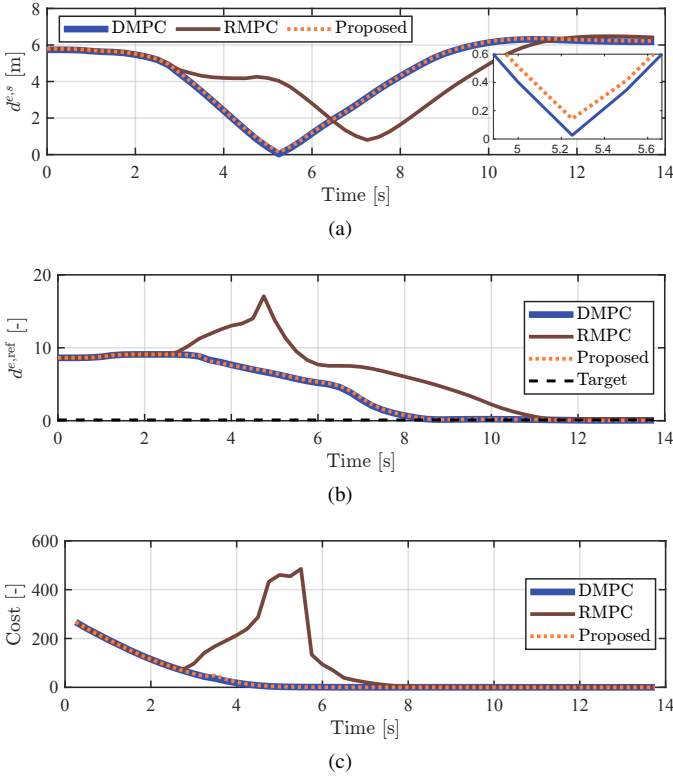 DMPC RMPC Proposed
d^{e,s} [m]
6
4
2
0
0.6
0.4
0.2
0
5 5.2 5.4 5.6
0 2 4 6 8 10 12 14
Time [s]
(a)
d^{e,ref} [-]
20
10
0
DMPC
RMPC
Proposed
Target
0 2 4 6 8 10 12 14
Time [s]
(b)
Cost [-]
600
400
200
0
DMPC
RMPC
Proposed
0 2 4 6 8 10 12 14
Time [s]
(c)